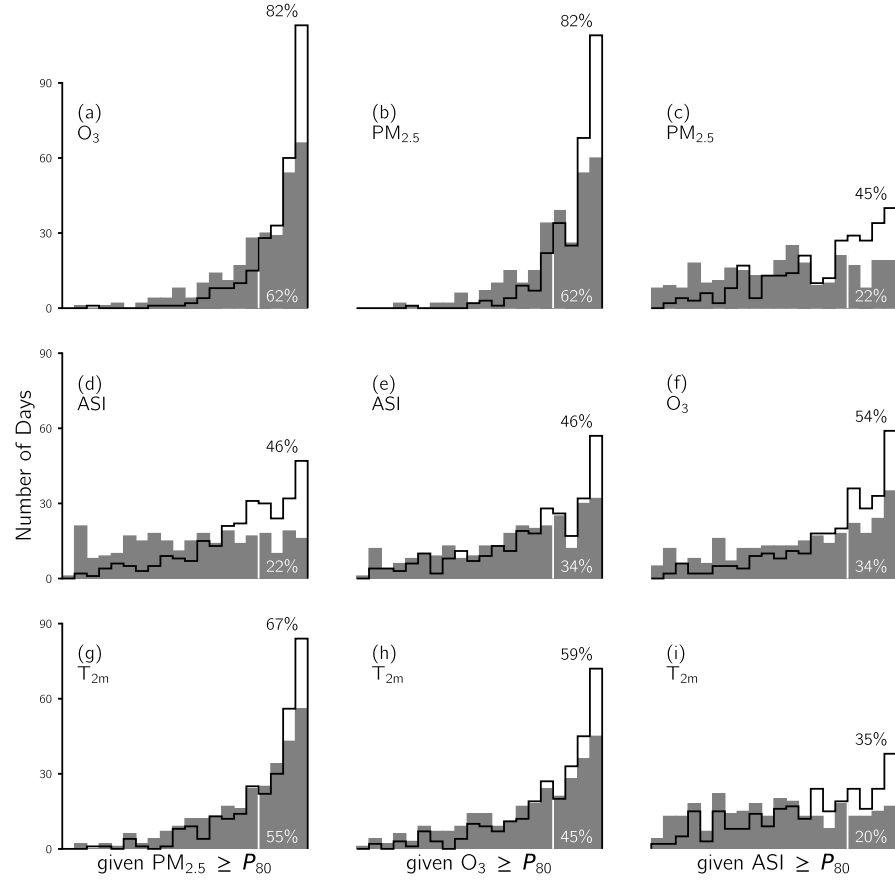 82%
82%
90
(a)
O₃
(b)
PM₂.₅
(c)
PM₂.₅
60
45%
30
62%
62%
22%
0
90
(d)
ASI
(e)
ASI
(f)
O₃
60
46%
46%
54%
Number of Days
30
22%
34%
34%
0
90
67%
(g)
T₂ₘ
(h)
T₂ₘ
59%
(i)
T₂ₘ
60
35%
30
55%
45%
20%
0
given PM₂.₅ ≥ P₈₀
given O₃ ≥ P₈₀
given ASI ≥ P₈₀